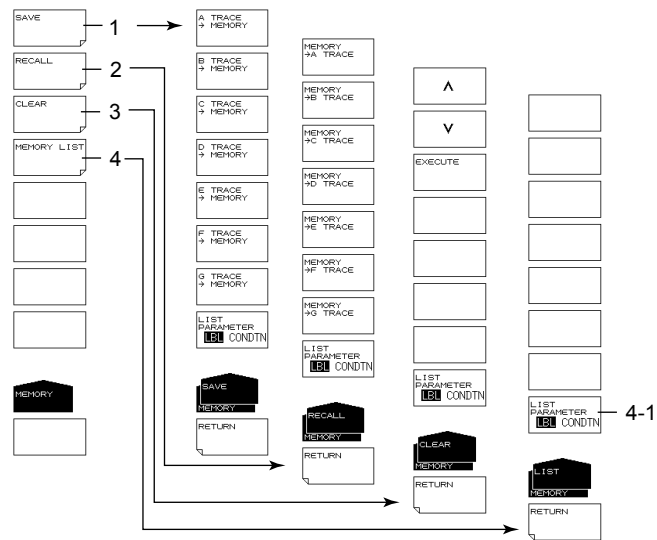 SAVE
1
RECALL
2
CLEAR
3
MEMORY LIST
4
MEMORY
A TRACE
→ MEMORY
B TRACE
→ MEMORY
C TRACE
→ MEMORY
D TRACE
→ MEMORY
E TRACE
→ MEMORY
F TRACE
→ MEMORY
G TRACE
→ MEMORY
LIST
PARAMETER
LBL CONDTN
SAVE
MEMORY
RETURN
MEMORY
→A TRACE
MEMORY
→B TRACE
MEMORY
→C TRACE
MEMORY
→D TRACE
MEMORY
→E TRACE
MEMORY
→F TRACE
MEMORY
→G TRACE
LIST
PARAMETER
LBL CONDTN
RECALL
MEMORY
RETURN
∧
∨
EXECUTE
LIST
PARAMETER
LBL CONDTN
CLEAR
MEMORY
RETURN
LIST
PARAMETER
LBL CONDTN
4-1
LIST
MEMORY
RETURN